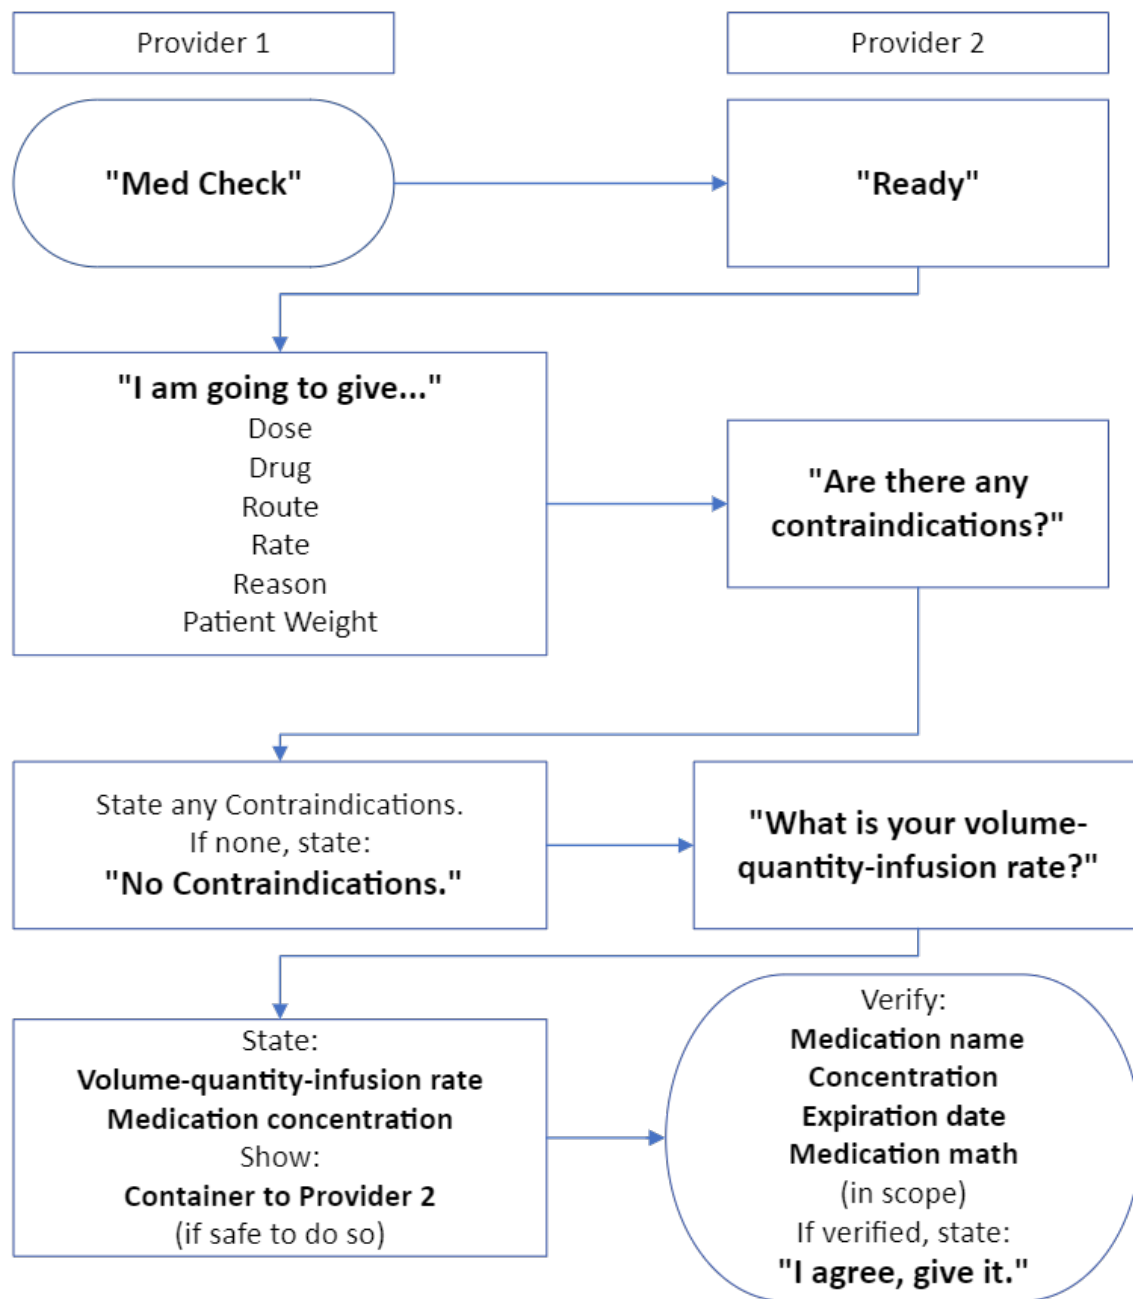 Provider 1
Provider 2
"Med Check"
"Ready"
"I am going to give..."
Dose
Drug
Route
Rate
Reason
Patient Weight
"Are there any
contraindications?"
State any Contraindications.
If none, state:
"No Contraindications."
"What is your volume-
quantity-infusion rate?"
State:
Volume-quantity-infusion rate
Medication concentration
Show:
Container to Provider 2
(if safe to do so)
Verify:
Medication name
Concentration
Expiration date
Medication math
(in scope)
If verified, state:
"I agree, give it."